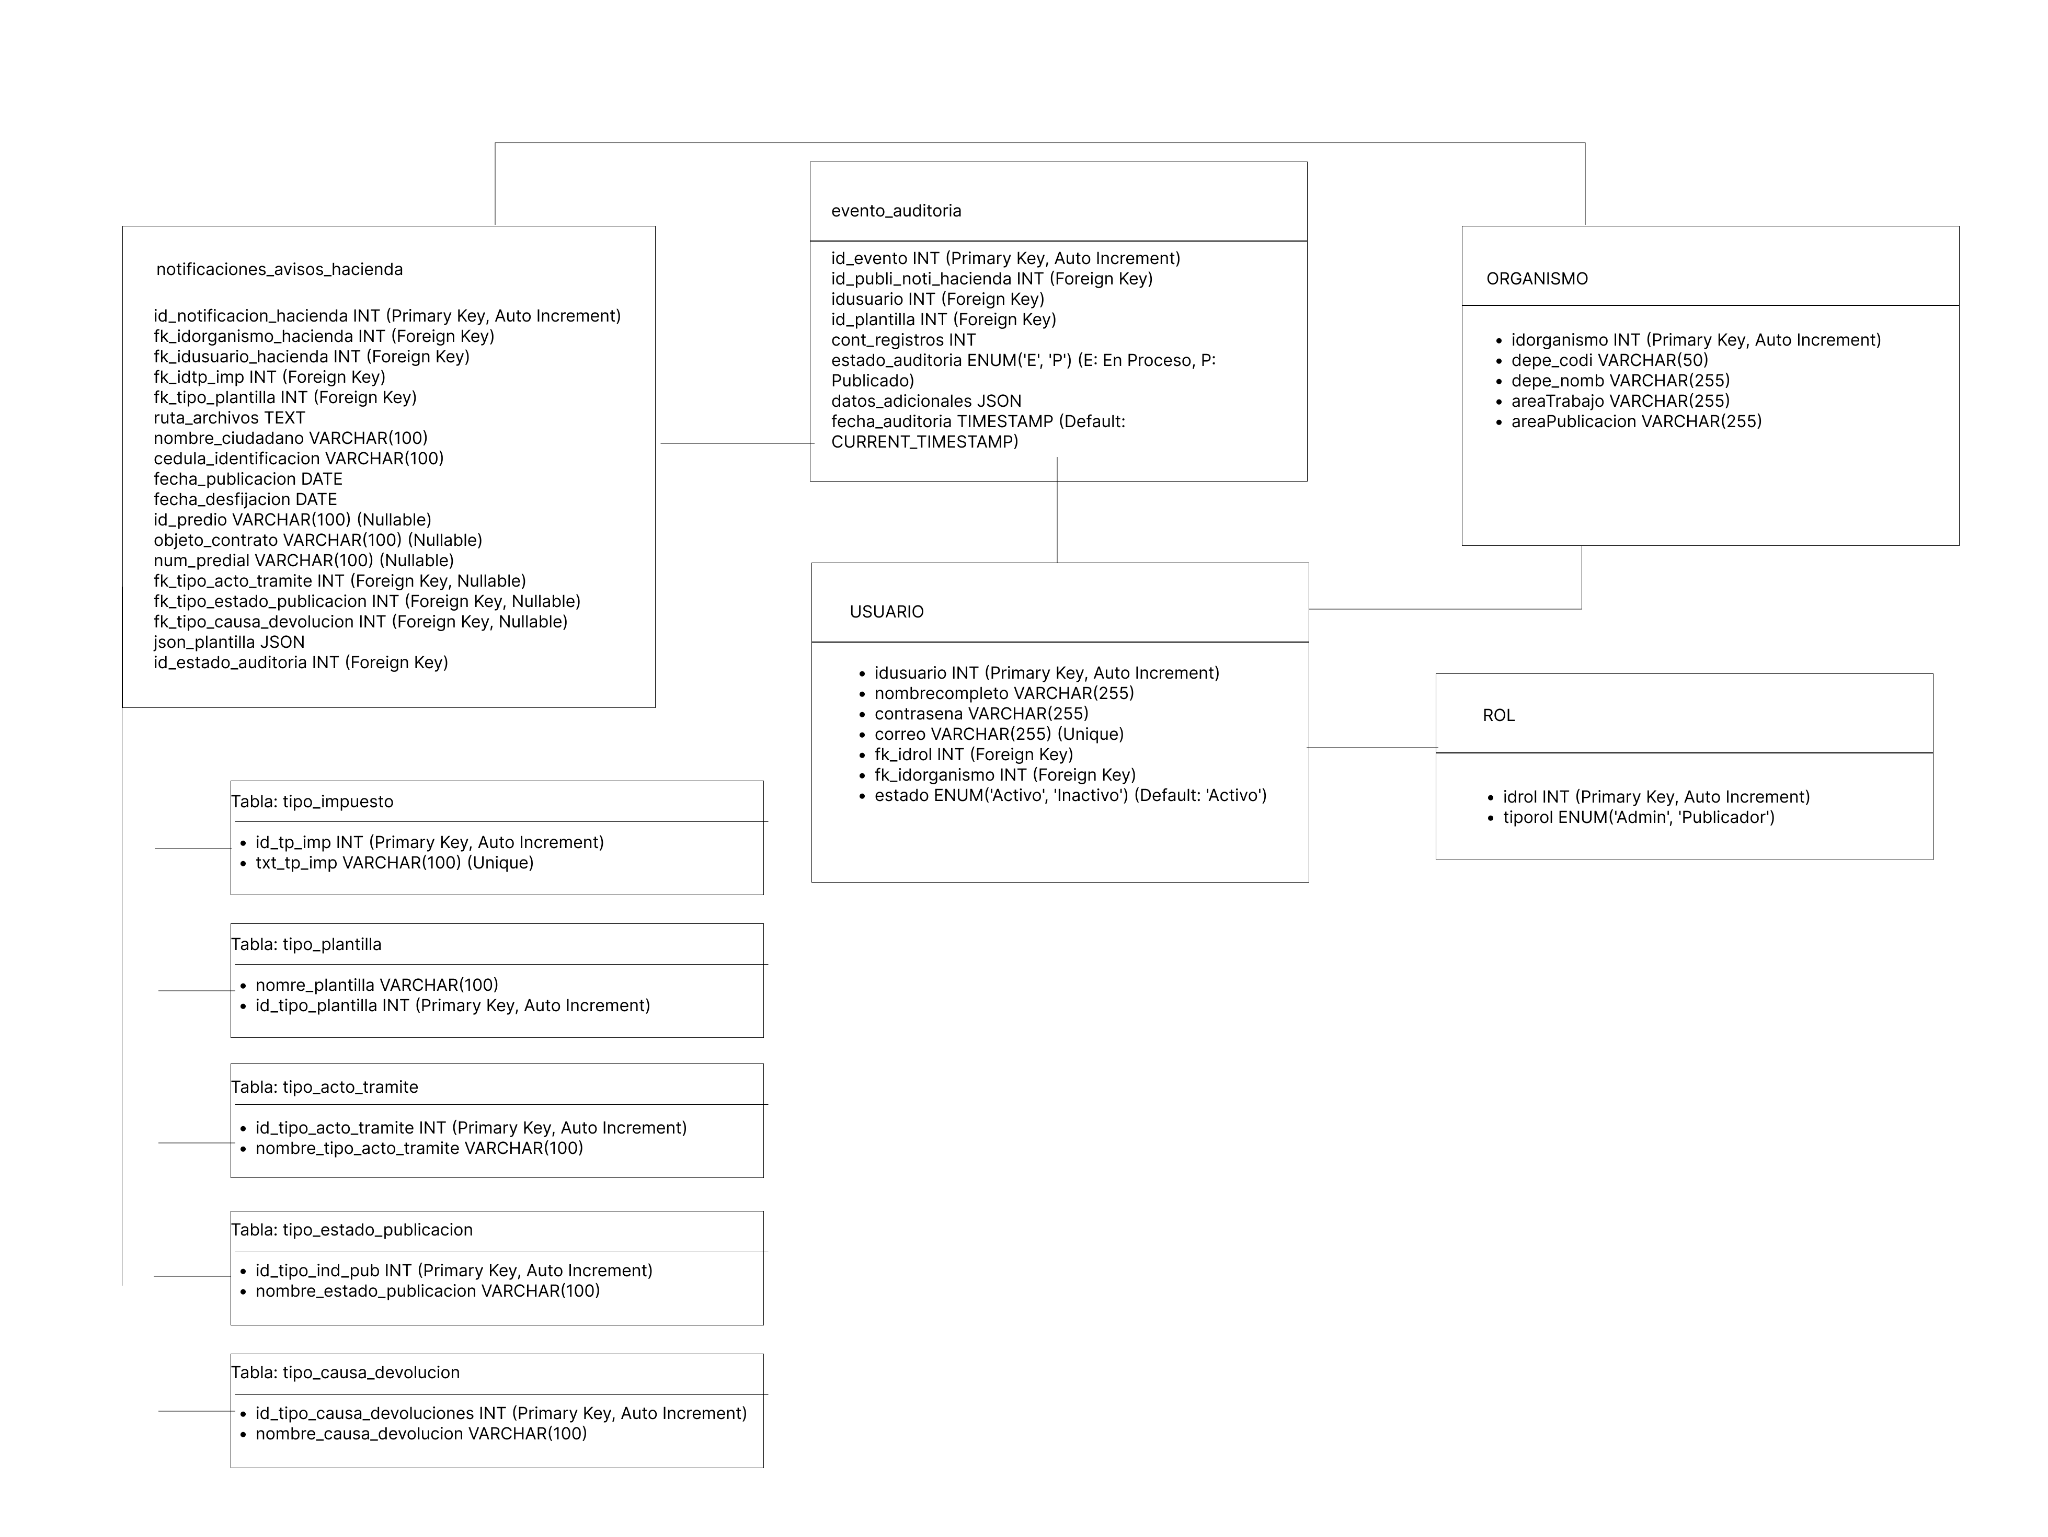 notificaciones_avisos_hacienda
id_notificacion_hacienda INT (Primary Key, Auto Increment)
fk_idorganismo_hacienda INT (Foreign Key)
fk_idusuario_hacienda INT (Foreign Key)
fk_idtp_imp INT (Foreign Key)
fk_tipo_plantilla INT (Foreign Key)
ruta_archivos TEXT
nombre_ciudadano VARCHAR(100)
cedula_identificacion VARCHAR(100)
fecha_publicacion DATE
fecha_desfijacion DATE
id_predio VARCHAR(100) (Nullable)
objeto_contrato VARCHAR(100) (Nullable)
num_predial VARCHAR(100) (Nullable)
fk_tipo_acto_tramite INT (Foreign Key, Nullable)
fk_tipo_estado_publicacion INT (Foreign Key, Nullable)
fk_tipo_causa_devolucion INT (Foreign Key, Nullable)
json_plantilla JSON
id_estado_auditoria INT (Foreign Key)
evento_auditoria
id_evento INT (Primary Key, Auto Increment)
id_publi_noti_hacienda INT (Foreign Key)
idusuario INT (Foreign Key)
id_plantilla INT (Foreign Key)
cont_registros INT
estado_auditoria ENUM('E', 'P') (E: En Proceso, P:
Publicado)
datos_adicionales JSON
fecha_auditoria TIMESTAMP (Default:
CURRENT_TIMESTAMP)
ORGANISMO
• idorganismo INT (Primary Key, Auto Increment)
• depe_codi VARCHAR(50)
• depe_nomb VARCHAR(255)
• areaTrabajo VARCHAR(255)
• areaPublicacion VARCHAR(255)
USUARIO
• idusuario INT (Primary Key, Auto Increment)
• nombrecompleto VARCHAR(255)
• contrasena VARCHAR(255)
• correo VARCHAR(255) (Unique)
• fk_idrol INT (Foreign Key)
• fk_idorganismo INT (Foreign Key)
• estado ENUM('Activo', 'Inactivo') (Default: 'Activo')
ROL
• idrol INT (Primary Key, Auto Increment)
• tiporol ENUM('Admin', 'Publicador')
Tabla: tipo_impuesto
• id_tp_imp INT (Primary Key, Auto Increment)
• txt_tp_imp VARCHAR(100) (Unique)
Tabla: tipo_plantilla
• nomre_plantilla VARCHAR(100)
• id_tipo_plantilla INT (Primary Key, Auto Increment)
Tabla: tipo_acto_tramite
• id_tipo_acto_tramite INT (Primary Key, Auto Increment)
• nombre_tipo_acto_tramite VARCHAR(100)
Tabla: tipo_estado_publicacion
• id_tipo_ind_pub INT (Primary Key, Auto Increment)
• nombre_estado_publicacion VARCHAR(100)
Tabla: tipo_causa_devolucion
• id_tipo_causa_devoluciones INT (Primary Key, Auto Increment)
• nombre_causa_devolucion VARCHAR(100)